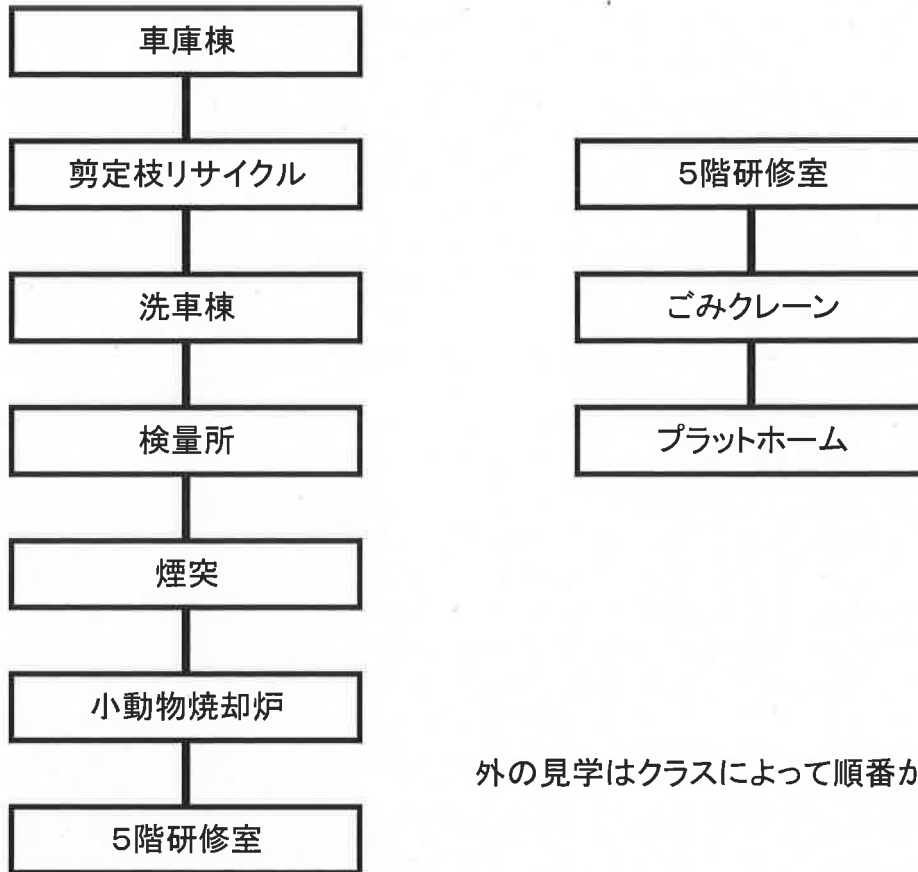 車庫棟
剪定枝リサイクル
洗車棟
検量所
煙突
小動物焼却炉
5階研修室
5階研修室
ごみクレーン
プラットホーム
外の見学はクラスによって順番